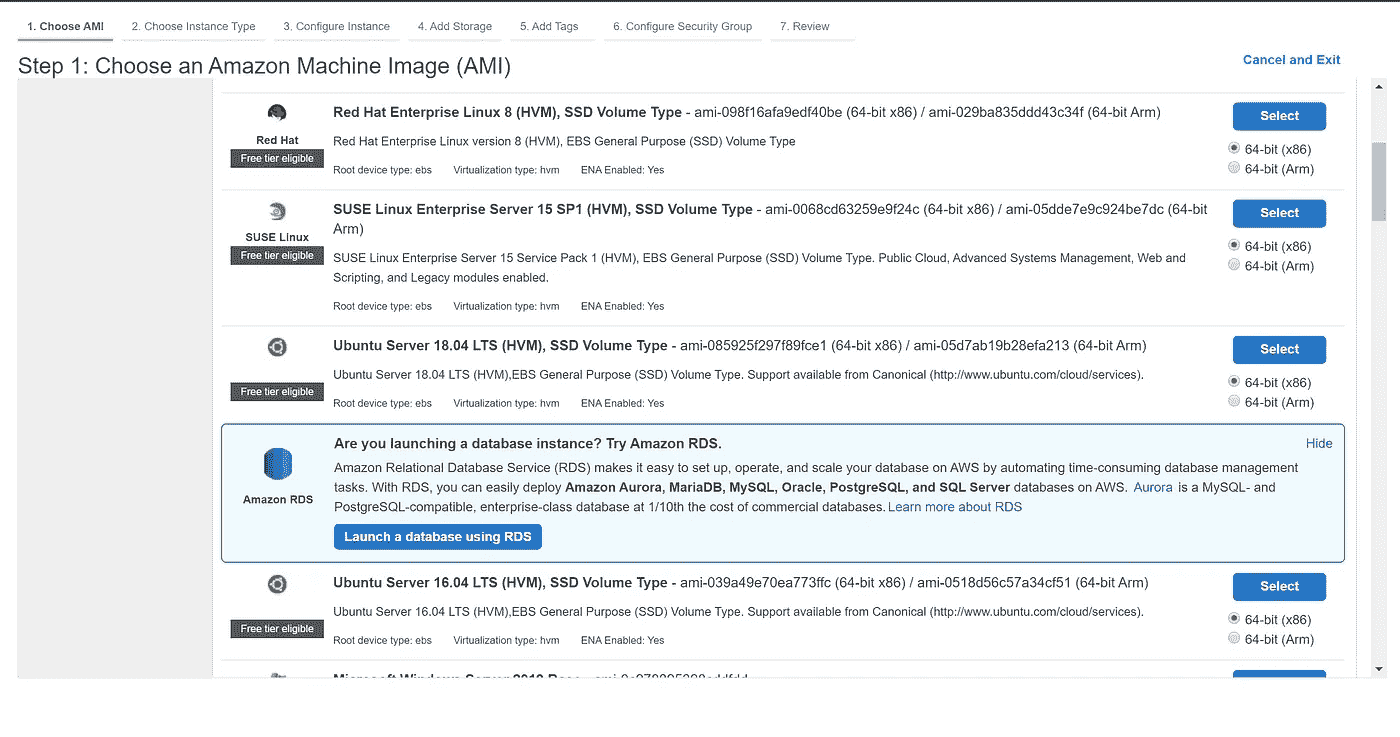 1. Choose AMI 2. Choose Instance Type 3. Configure Instance 4. Add Storage 5. Add Tags 6. Configure Security Group 7. Review
Step 1: Choose an Amazon Machine Image (AMI)
Cancel and Exit
Red Hat
Free tier eligible
Red Hat Enterprise Linux 8 (HVM), SSD Volume Type - ami-098f16afa9edf40be (64-bit x86) / ami-029ba835ddd43c34f (64-bit Arm)
Red Hat Enterprise Linux version 8 (HVM), EBS General Purpose (SSD) Volume Type
Root device type: ebs Virtualization type: hvm ENA Enabled: Yes
Select
64-bit (x86)
64-bit (Arm)
SUSE Linux
Free tier eligible
SUSE Linux Enterprise Server 15 SP1 (HVM), SSD Volume Type - ami-0068cd63259e9f24c (64-bit x86) / ami-05dde7e9c924be7dc (64-bit
Arm)
SUSE Linux Enterprise Server 15 Service Pack 1 (HVM), EBS General Purpose (SSD) Volume Type. Public Cloud, Advanced Systems Management, Web and
Scripting, and Legacy modules enabled.
Root device type: ebs Virtualization type: hvm ENA Enabled: Yes
Select
64-bit (x86)
64-bit (Arm)
Free tier eligible
Ubuntu Server 18.04 LTS (HVM), SSD Volume Type - ami-085925f297f89fce1 (64-bit x86) / ami-05d7ab19b28efa213 (64-bit Arm)
Ubuntu Server 18.04 LTS (HVM),EBS General Purpose (SSD) Volume Type. Support available from Canonical (http://www.ubuntu.com/cloud/services).
Root device type: ebs Virtualization type: hvm ENA Enabled: Yes
Select
64-bit (x86)
64-bit (Arm)
Amazon RDS
Are you launching a database instance? Try Amazon RDS.
Hide
Amazon Relational Database Service (RDS) makes it easy to set up, operate, and scale your database on AWS by automating time-consuming database management
tasks. With RDS, you can easily deploy Amazon Aurora, MariaDB, MySQL, Oracle, PostgreSQL, and SQL Server databases on AWS. Aurora is a MySQL- and
PostgreSQL-compatible, enterprise-class database at 1/10th the cost of commercial databases. Learn more about RDS
Launch a database using RDS
Free tier eligible
Ubuntu Server 16.04 LTS (HVM), SSD Volume Type - ami-039a49e70ea773ffc (64-bit x86) / ami-0518d56c57a34cf51 (64-bit Arm)
Ubuntu Server 16.04 LTS (HVM),EBS General Purpose (SSD) Volume Type. Support available from Canonical (http://www.ubuntu.com/cloud/services).
Root device type: ebs Virtualization type: hvm ENA Enabled: Yes
Select
64-bit (x86)
64-bit (Arm)
Microsoft Windows Server 2019 Base